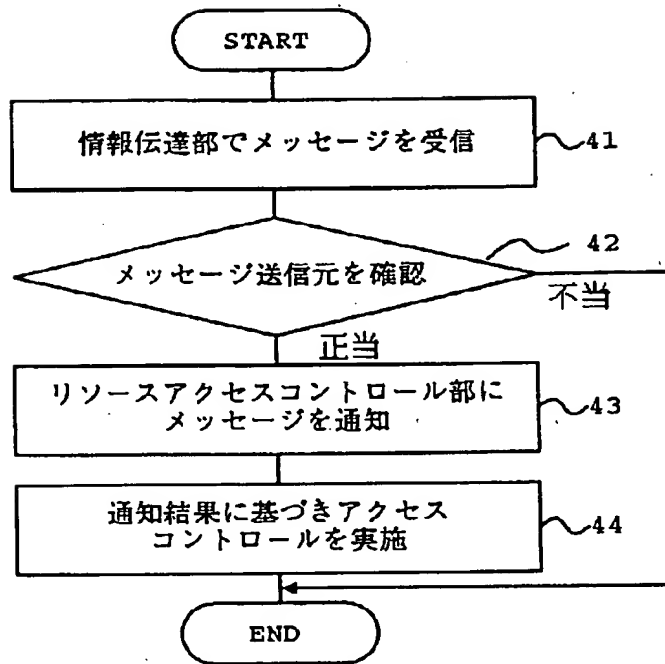 START
情報伝達部でメッセージを受信
41
42
メッセージ送信元を確認
不当
正当
リソースアクセスコントロール部に
メッセージを通知
43
通知結果に基づきアクセス
コントロールを実施
44
END